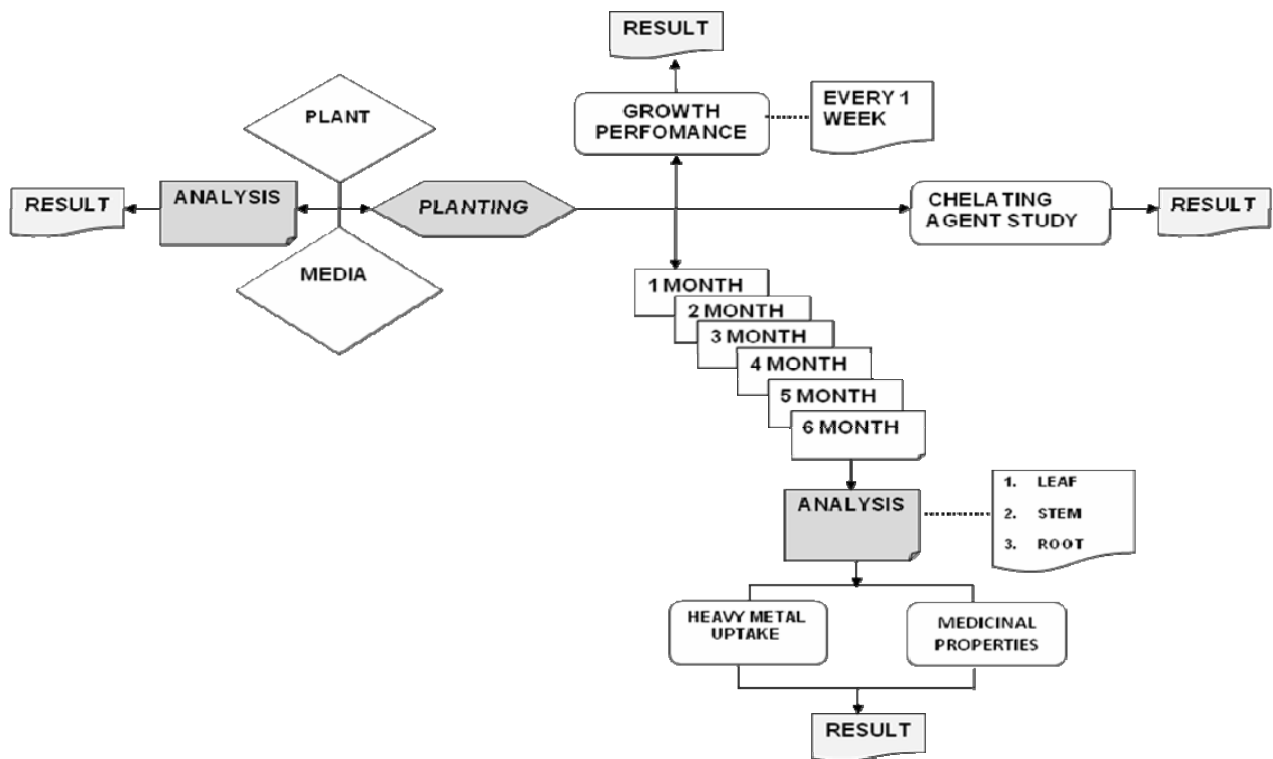 RESULT
GROWTH
PERFOMANCE
EVERY 1
WEEK
PLANT
RESULT
ANALYSIS
PLANTING
CHELATING
AGENT STUDY
RESULT
MEDIA
1 MONTH
2 MONTH
3 MONTH
4 MONTH
5 MONTH
6 MONTH
ANALYSIS
1. LEAF
2. STEM
3. ROOT
HEAVY METAL
UPTAKE
MEDICINAL
PROPERTIES
RESULT